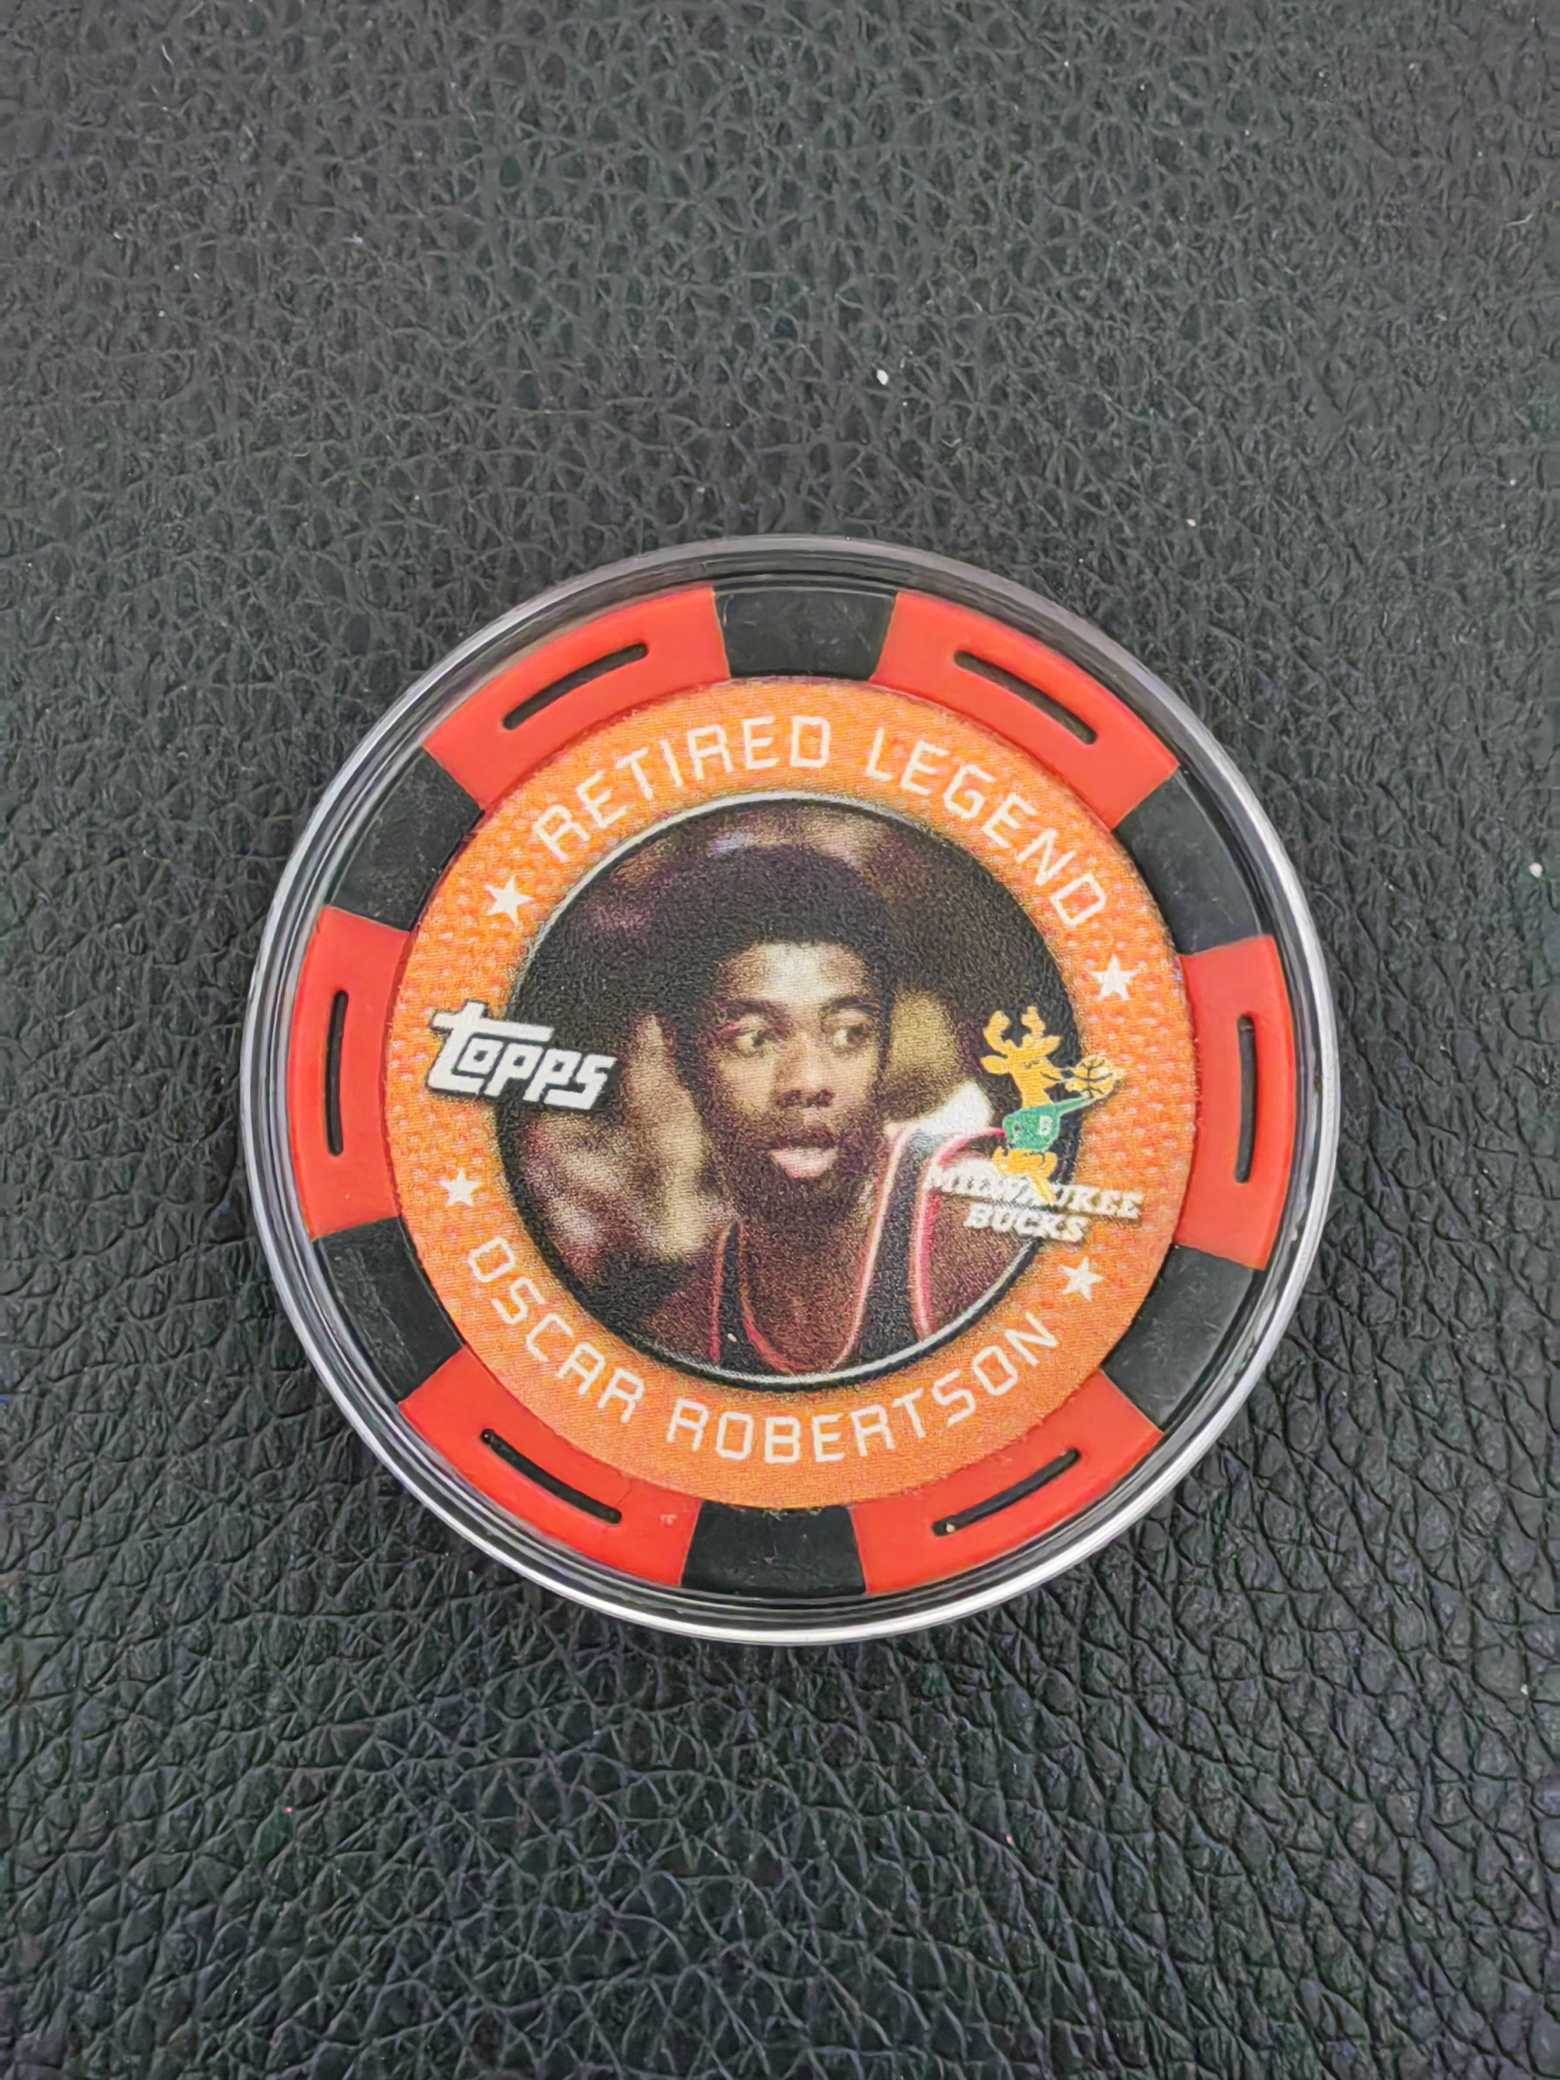 RETIRED LEGEND
Topps
B
MILWAUKEE
BUCKS
OSCAR ROBERTSON